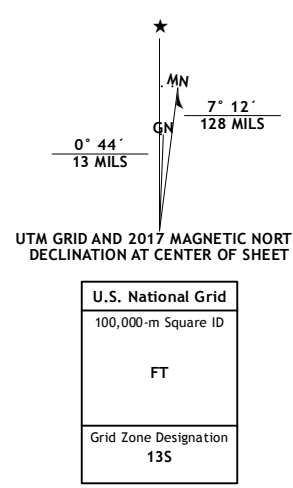 MN
7° 12´
128 MILS
GN
0° 44´
13 MILS
UTM GRID AND 2017 MAGNETIC NORT
DECLINATION AT CENTER OF SHEET
U.S. National Grid
100,000-m Square ID
FT
Grid Zone Designation
13S